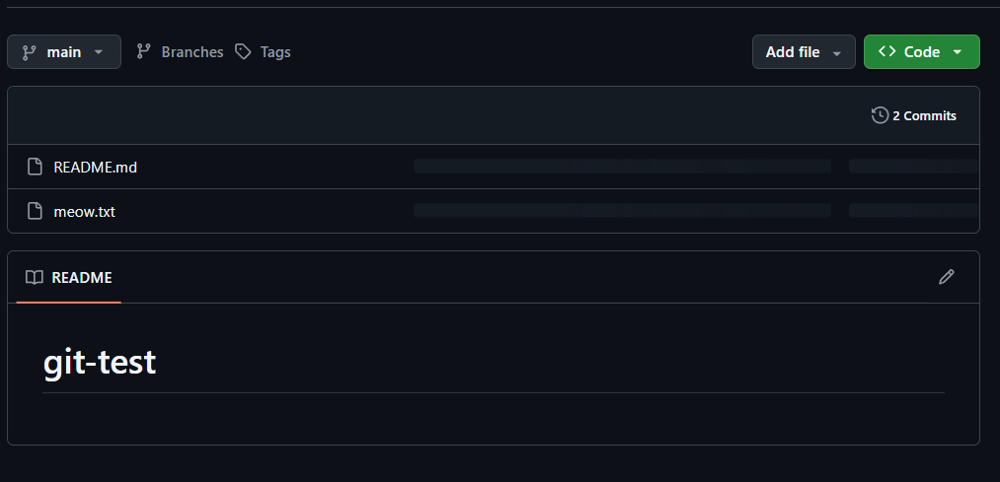 main Branches Tags Add file Code
2 Commits
README.md
meow.txt
README
git-test